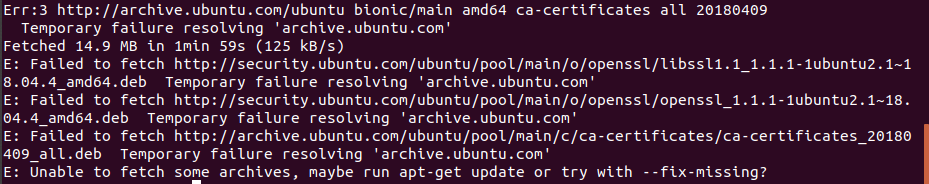 Err:3 http://archive.ubuntu.com/ubuntu bionic/main amd64 ca-certificates all 20180409
  Temporary failure resolving 'archive.ubuntu.com'
Fetched 14.9 MB in 1min 59s (125 kB/s)
E: Failed to fetch http://security.ubuntu.com/ubuntu/pool/main/o/openssl/libssl1.1_1.1.1-1ubuntu2.1~1
8.04.4_amd64.deb  Temporary failure resolving 'archive.ubuntu.com'
E: Failed to fetch http://security.ubuntu.com/ubuntu/pool/main/o/openssl/openssl_1.1.1-1ubuntu2.1~18.
04.4_amd64.deb  Temporary failure resolving 'archive.ubuntu.com'
E: Failed to fetch http://archive.ubuntu.com/ubuntu/pool/main/c/ca-certificates/ca-certificates_20180
409_all.deb  Temporary failure resolving 'archive.ubuntu.com'
E: Unable to fetch some archives, maybe run apt-get update or try with --fix-missing?